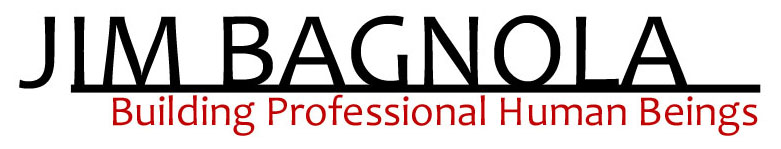 JIM BAGNOLA
Building Professional Human Beings